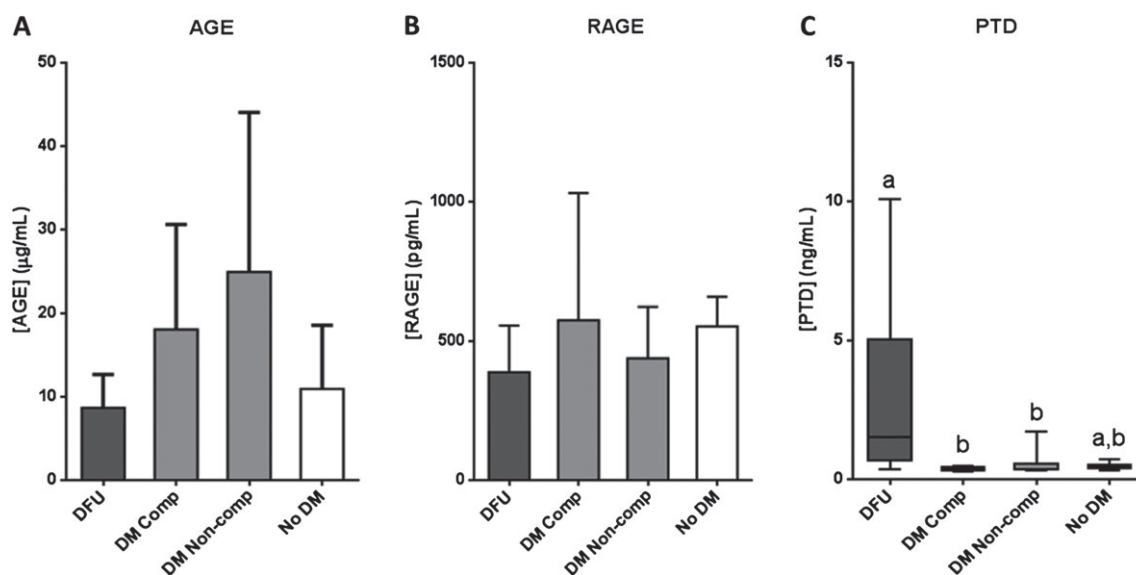 A
AGE
[AGE] (µg/mL)
50
40
30
20
10
0
DFU
DM Comp
DM Non-comp
No DM
B
RAGE
[RAGE] (pg/mL)
1500
1000
500
0
DFU
DM Comp
DM Non-comp
No DM
C
PTD
[PTD] (ng/mL)
15
10
5
0
a
b
b
a,b
DFU
DM Comp
DM Non-comp
No DM